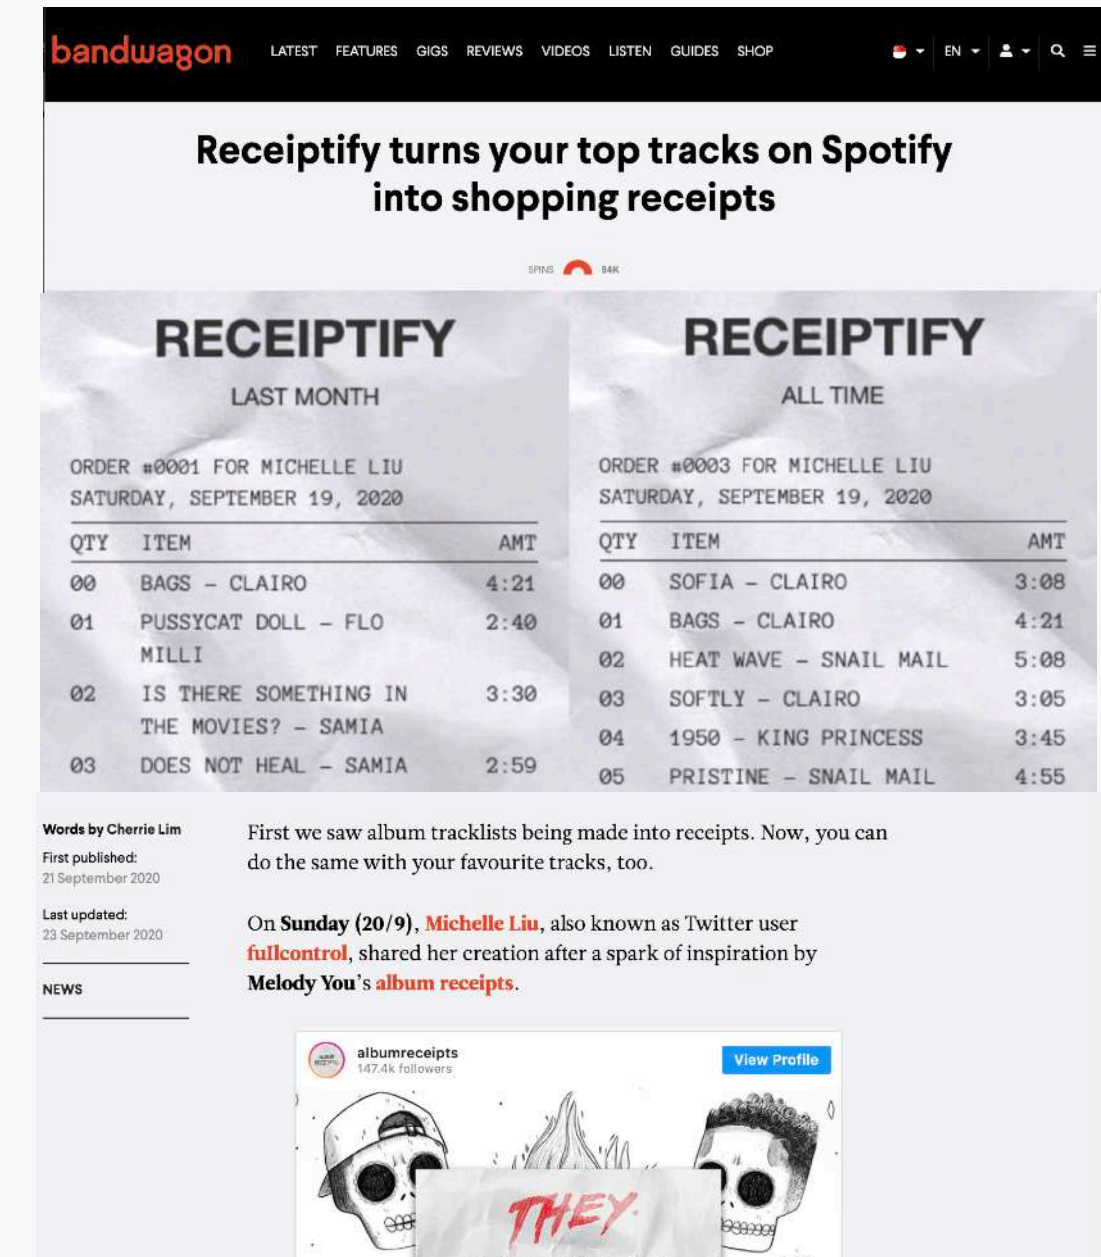 bandwagon
LATEST FEATURES GIGS REVIEWS VIDEOS LISTEN GUIDES SHOP
EN
Receiptify turns your top tracks on Spotify
into shopping receipts
SPINS 84K
RECEIPTIFY
LAST MONTH
ORDER #0001 FOR MICHELLE LIU
SATURDAY, SEPTEMBER 19, 2020
QTY ITEM AMT
00 BAGS – CLAIRO 4:21
01 PUSSYCAT DOLL – FLO 2:40
MILLI
02 IS THERE SOMETHING IN 3:30
THE MOVIES? – SAMIA
03 DOES NOT HEAL – SAMIA 2:59
RECEIPTIFY
ALL TIME
ORDER #0003 FOR MICHELLE LIU
SATURDAY, SEPTEMBER 19, 2020
QTY ITEM AMT
00 SOFIA – CLAIRO 3:08
01 BAGS – CLAIRO 4:21
02 HEAT WAVE – SNAIL MAIL 5:08
03 SOFTLY – CLAIRO 3:05
04 1950 – KING PRINCESS 3:45
05 PRISTINE – SNAIL MAIL 4:55
Words by Cherrie Lim
First published:
21 September 2020
Last updated:
23 September 2020
NEWS
First we saw album tracklists being made into receipts. Now, you can
do the same with your favourite tracks, too.
On Sunday (20/9), Michelle Liu, also known as Twitter user
fullcontrol, shared her creation after a spark of inspiration by
Melody You's album receipts.
albumreceipts
147.4k followers
View Profile
THEY.